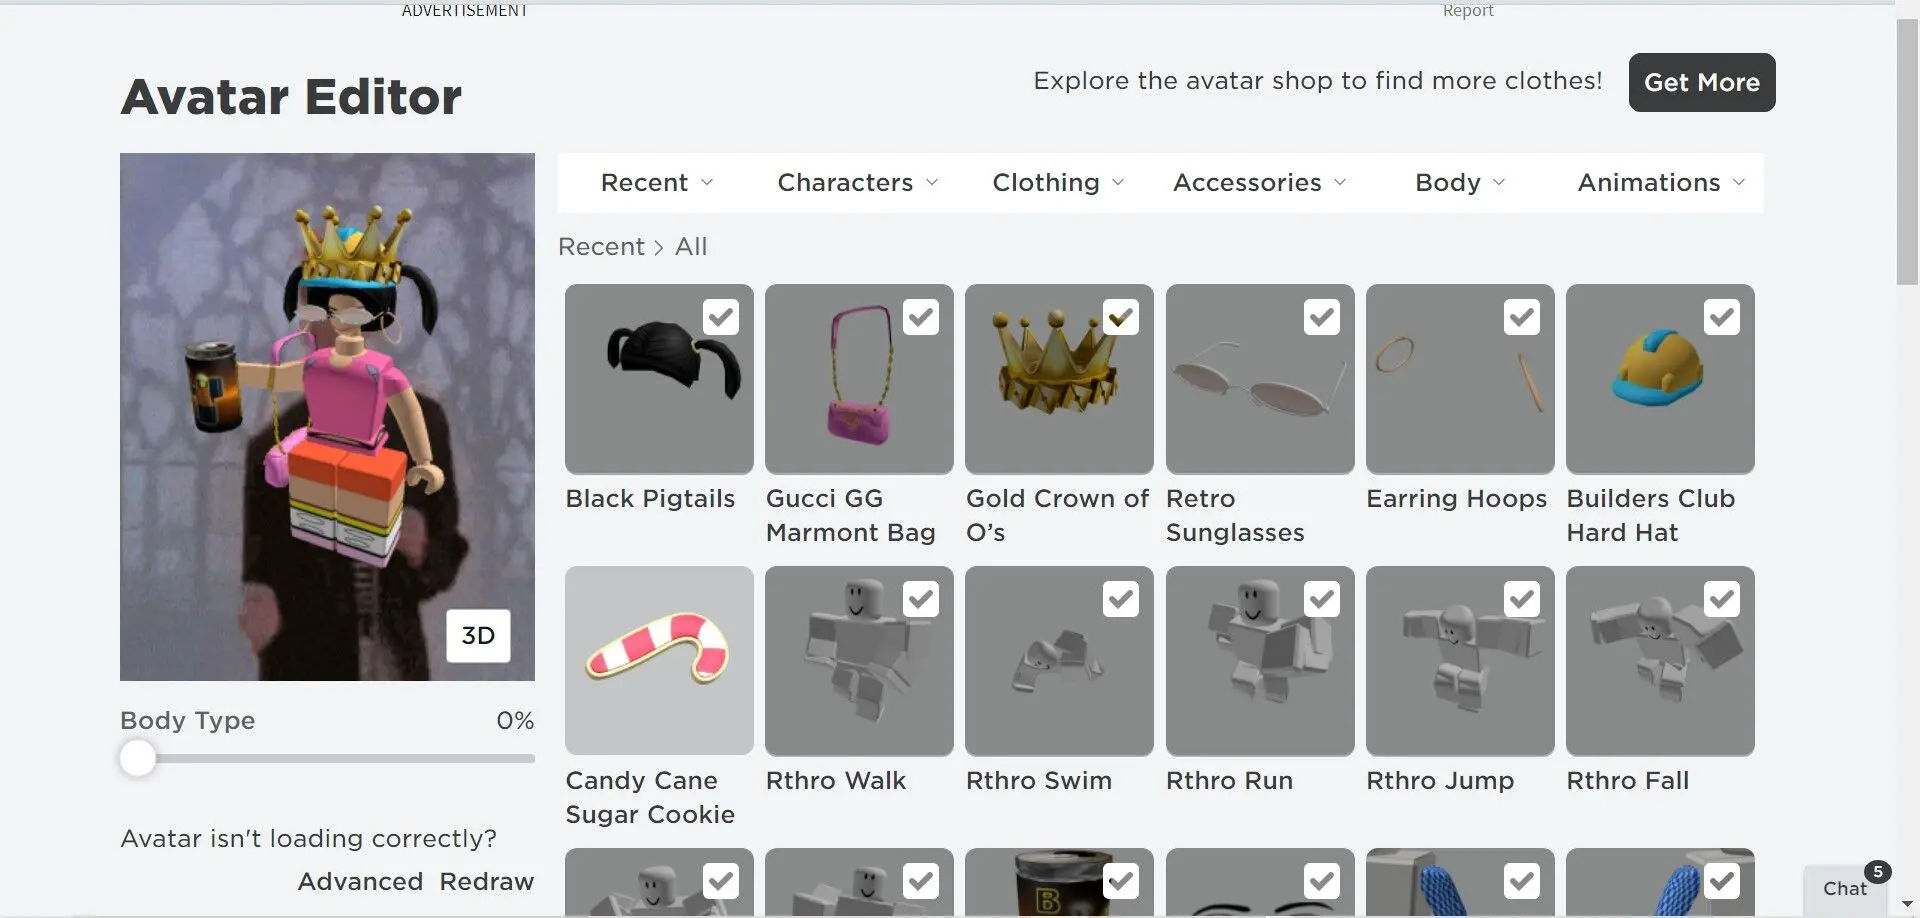 ADVERTISEMENT
Report
Avatar Editor
Explore the avatar shop to find more clothes!
Get More
Recent
Characters
Clothing
Accessories
Body
Animations
Recent > All
Black Pigtails
Gucci GG
Marmont Bag
Gold Crown of
O’s
Retro
Sunglasses
Earring Hoops
Builders Club
Hard Hat
3D
Candy Cane
Sugar Cookie
Rthro Walk
Rthro Swim
Rthro Run
Rthro Jump
Rthro Fall
Body Type
0%
Avatar isn't loading correctly?
Advanced
Redraw
B
Chat
5